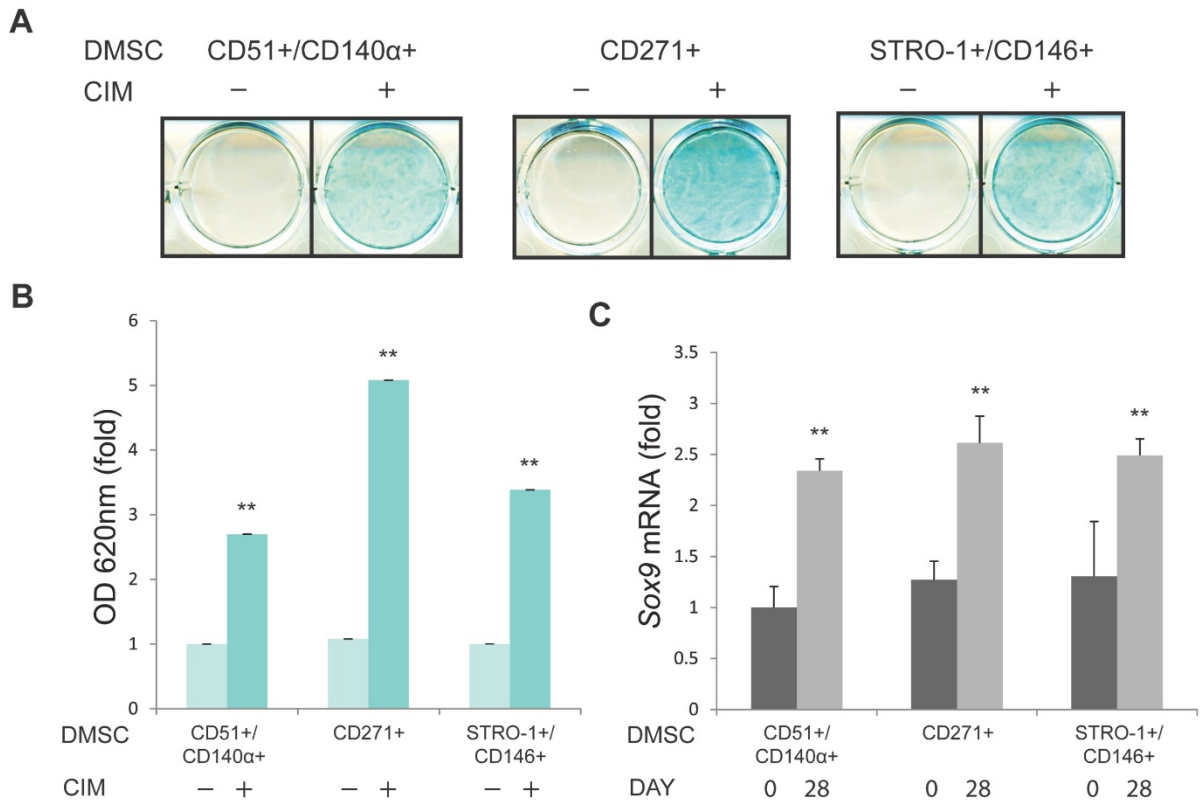 A
DMSC CD51+/CD140α+ CD271+ STRO-1+/CD146+
CIM − + − + − +
B
6
5
4
3
2
1
0
OD 620nm (fold)
**
**
**
DMSC CD51+/ CD271+ STRO-1+/
CD140α+ CD146+
CIM − + − + − +
C
3.5
3
2.5
2
1.5
1
0.5
0
Sox9 mRNA (fold)
**
**
**
DMSC CD51+/ CD271+ STRO-1+/
CD140α+ CD146+
DAY 0 28 0 28 0 28